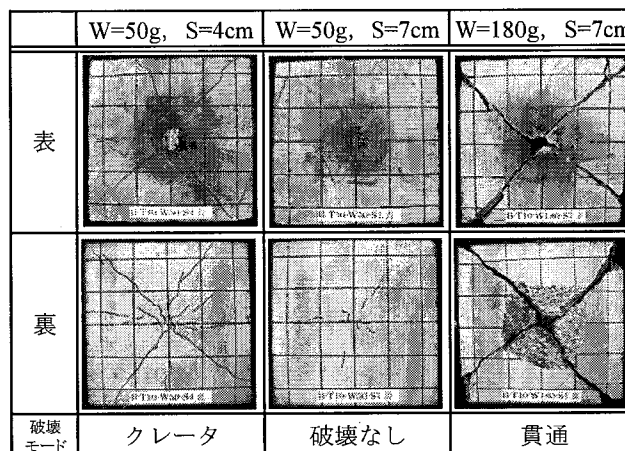 W=50g, S=4cm
W=50g, S=7cm
W=180g, S=7cm
表
裏
破壊
モード
クレータ
破壊なし
貫通